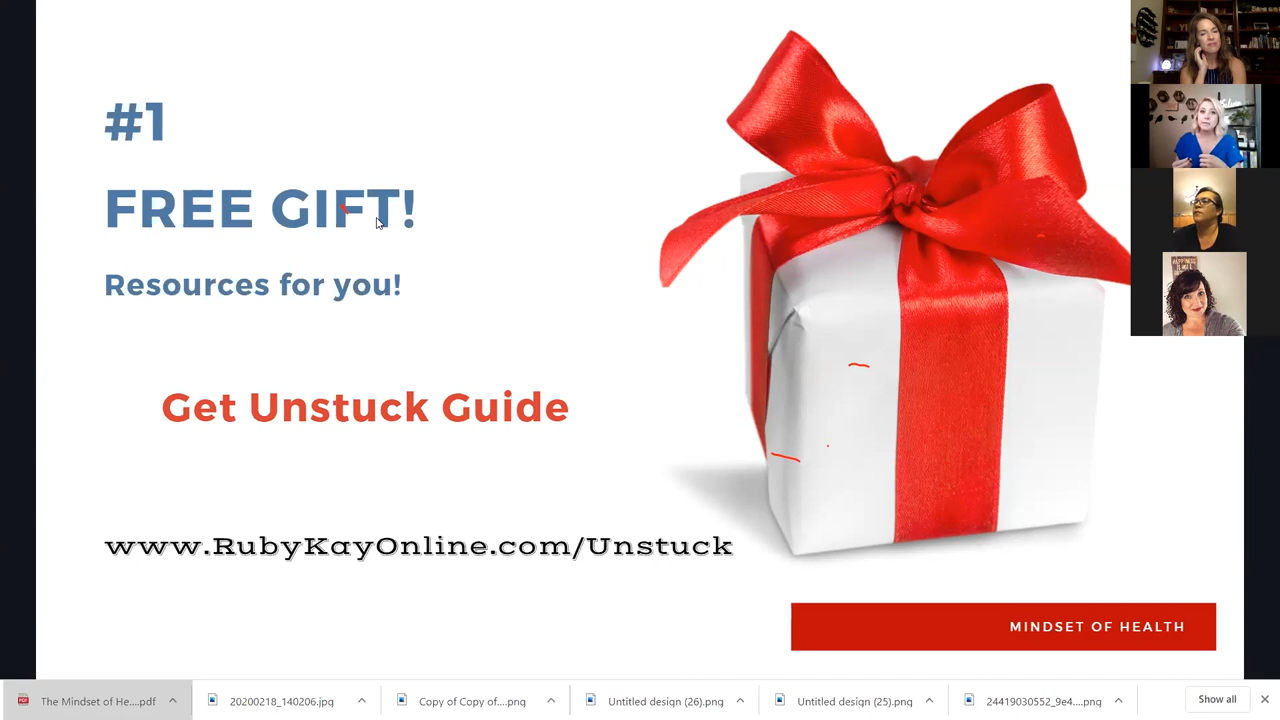 #1
FREE GIFT!
Resources for you!
Get Unstuck Guide
www.RubyKayOnline.com/Unstuck
MINDSET OF HEALTH
HAPPINESS
The Mindset of He....pdf
20200218_140206.jpg
Copy of Copy of....png
Untitled design (26).png
Untitled design (25).png
24419030552_9e4....png
Show all